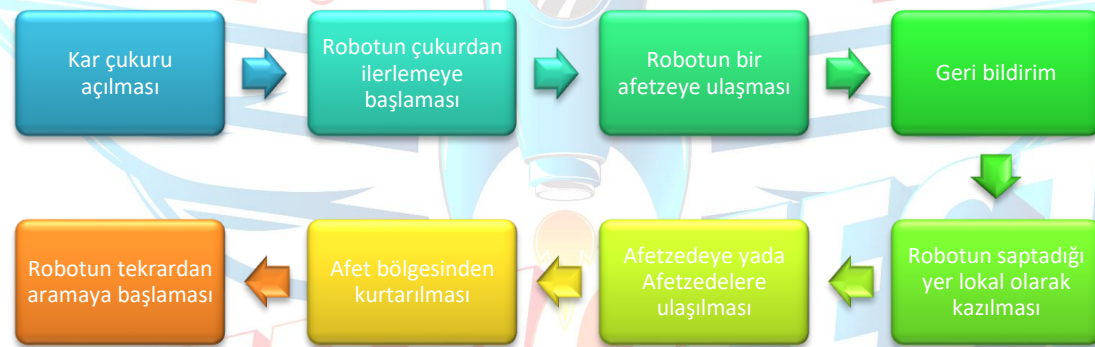 Kar çukuru
açılması
Robotun çukurdan
ilerlemeye
başlaması
Robotun bir
afetzeye ulaşması
Geri bildirim
Robotun saptadığı
yer lokal olarak
kazılması
Afetzedeye yada
Afetzedelere
ulaşılması
Afet bölgesinden
kurtarılması
Robotun tekrardan
aramaya başlaması